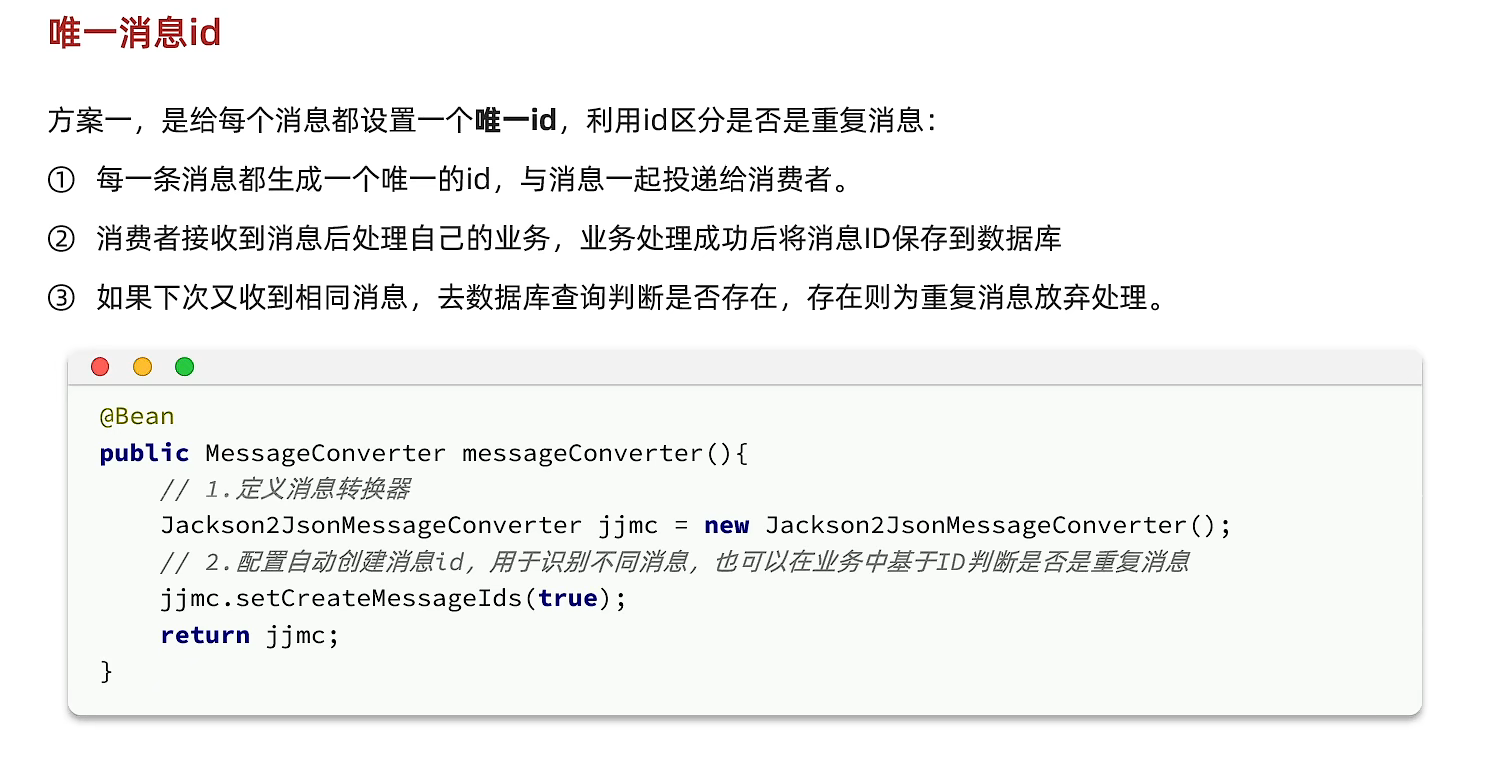 唯一消息id
方案一，是给每个消息都设置一个唯一id，利用id区分是否是重复消息：
① 每一条消息都生成一个唯一的id，与消息一起投递给消费者。
② 消费者接收到消息后处理自己的业务，业务处理成功后将消息ID保存到数据库
③ 如果下次又收到相同消息，去数据库查询判断是否存在，存在则为重复消息放弃处理。
@Bean
public MessageConverter messageConverter(){
    // 1.定义消息转换器
    Jackson2JsonMessageConverter jjmc = new Jackson2JsonMessageConverter();
    // 2.配置自动创建消息id，用于识别不同消息，也可以在业务中基于ID判断是否是重复消息
    jjmc.setCreateMessageIds(true);
    return jjmc;
}